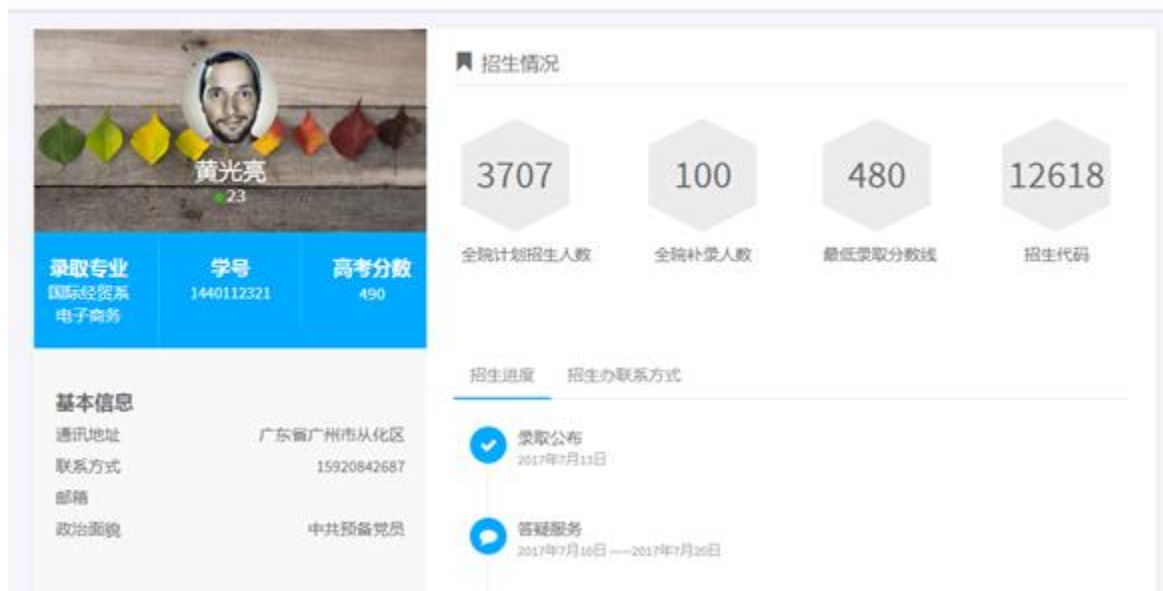 黄光亮
23
录取专业
国际经贸系
电子商务
学号
1440112321
高考分数
490
基本信息
通讯地址 广东省广州市从化区
联系方式 15920842687
邮箱
政治面貌 中共预备党员
招生情况
3707
全院计划招生人数
100
全院补录人数
480
最低录取分数线
12618
招生代码
招生进度 招生办联系方式
录取公布
2017年7月13日
答疑服务
2017年7月10日——2017年7月20日